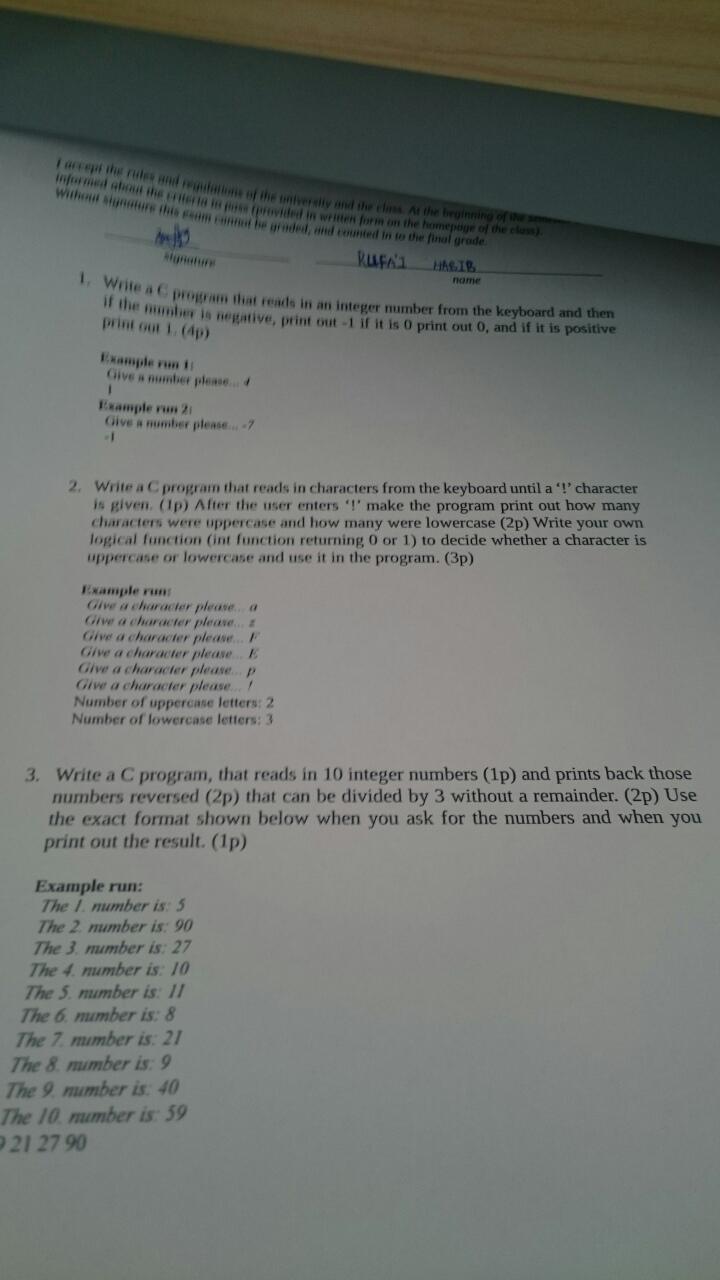 I accept the rules and regulations of the university and the class. At the beginning of the
informed about the criteria to pass (provided in written form on the homepage of the class).
Without signature this exam cannot be graded, and counted in to the final grade.
RUFA'I HABIB
signature
name
1. Write a C program that reads in an integer number from the keyboard and then
if the number is negative, print out -1 if it is 0 print out 0, and if it is positive
print out 1. (4p)
Example run 1:
Give a number please... 4
1
Example run 2:
Give a number please... -7
-1
2. Write a C program that reads in characters from the keyboard until a ‘!’ character
is given. (1p) After the user enters ‘!’ make the program print out how many
characters were uppercase and how many were lowercase (2p) Write your own
logical function (int function returning 0 or 1) to decide whether a character is
uppercase or lowercase and use it in the program. (3p)
Example run:
Give a character please... a
Give a character please... z
Give a character please... F
Give a character please... E
Give a character please... p
Give a character please... !
Number of uppercase letters: 2
Number of lowercase letters: 3
3. Write a C program, that reads in 10 integer numbers (1p) and prints back those
numbers reversed (2p) that can be divided by 3 without a remainder. (2p) Use
the exact format shown below when you ask for the numbers and when you
print out the result. (1p)
Example run:
The 1. number is: 5
The 2. number is: 90
The 3. number is: 27
The 4. number is: 10
The 5. number is: 11
The 6. number is: 8
The 7. number is: 21
The 8. number is: 9
The 9. number is: 40
The 10. number is: 59
9 21 27 90